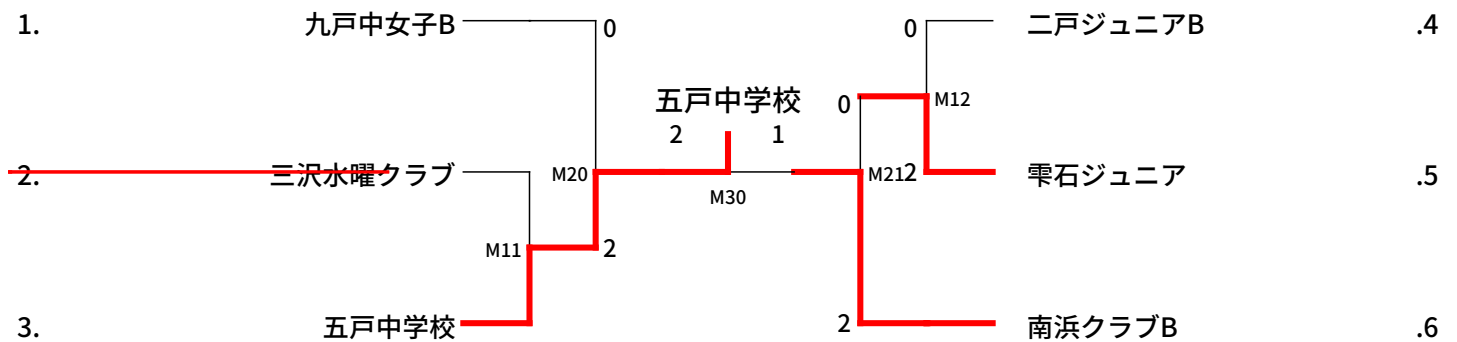 1. 九戸中女子B 0 0 二戸ジュニアB .4
五戸中学校 0 M12
2 1
2. 三沢水曜クラブ M20 M21 2 雫石ジュニア .5
M30
M11 2
3. 五戸中学校 2 南浜クラブB .6